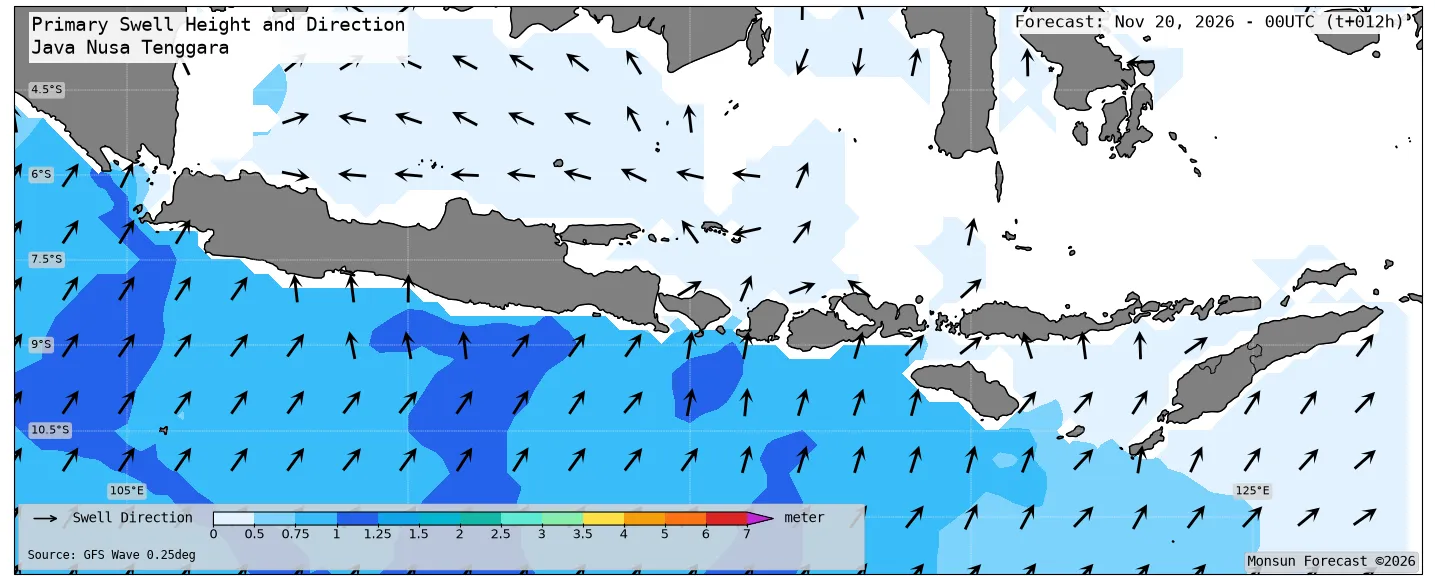 Primary Swell Height and Direction
Java Nusa Tenggara
Forecast: Nov 20, 2026 - 00UTC (t+012h)
4.5°S
6°S
7.5°S
9°S
10.5°S
105°E
125°E
Swell Direction
meter
0 0.5 0.75 1 1.25 1.5 2 2.5 3 3.5 4 5 6 7
Source: GFS Wave 0.25deg
Monsun Forecast ©2026